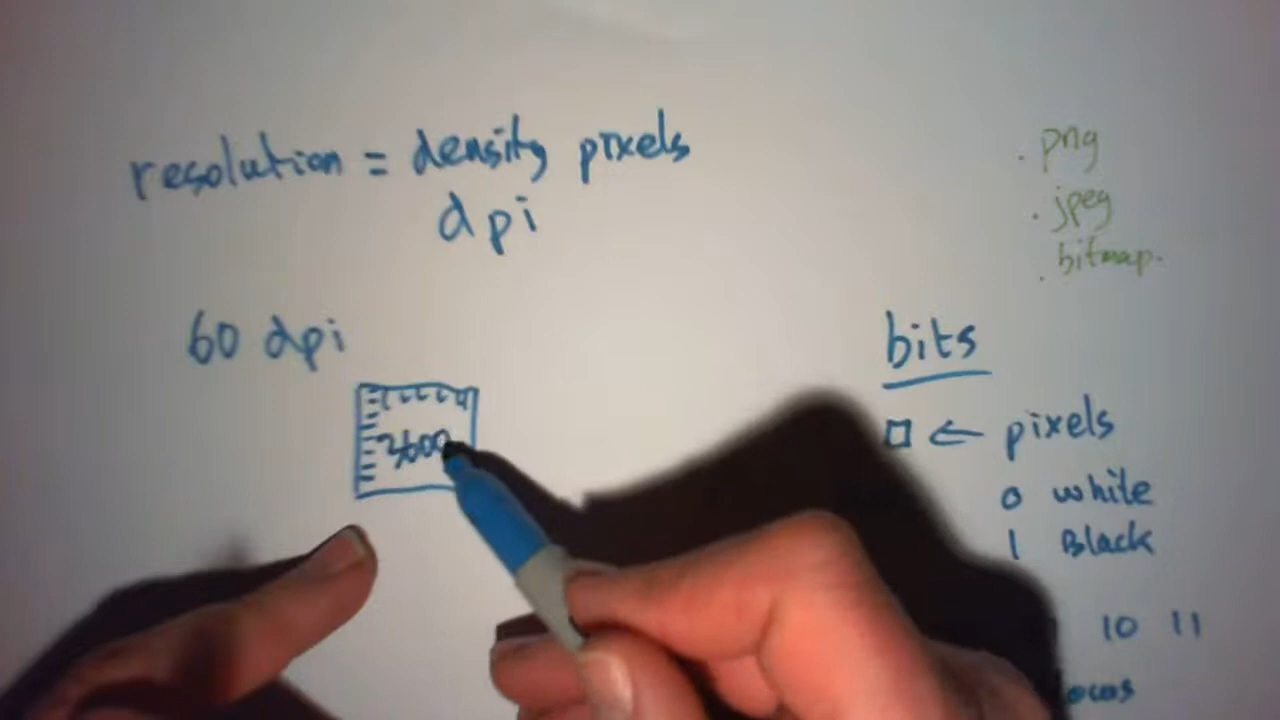 resolution = density pixels
dpi
60 dpi
3600
. png
. jpeg
. bitmap.
bits
← pixels
0 white
1 Black
10 11